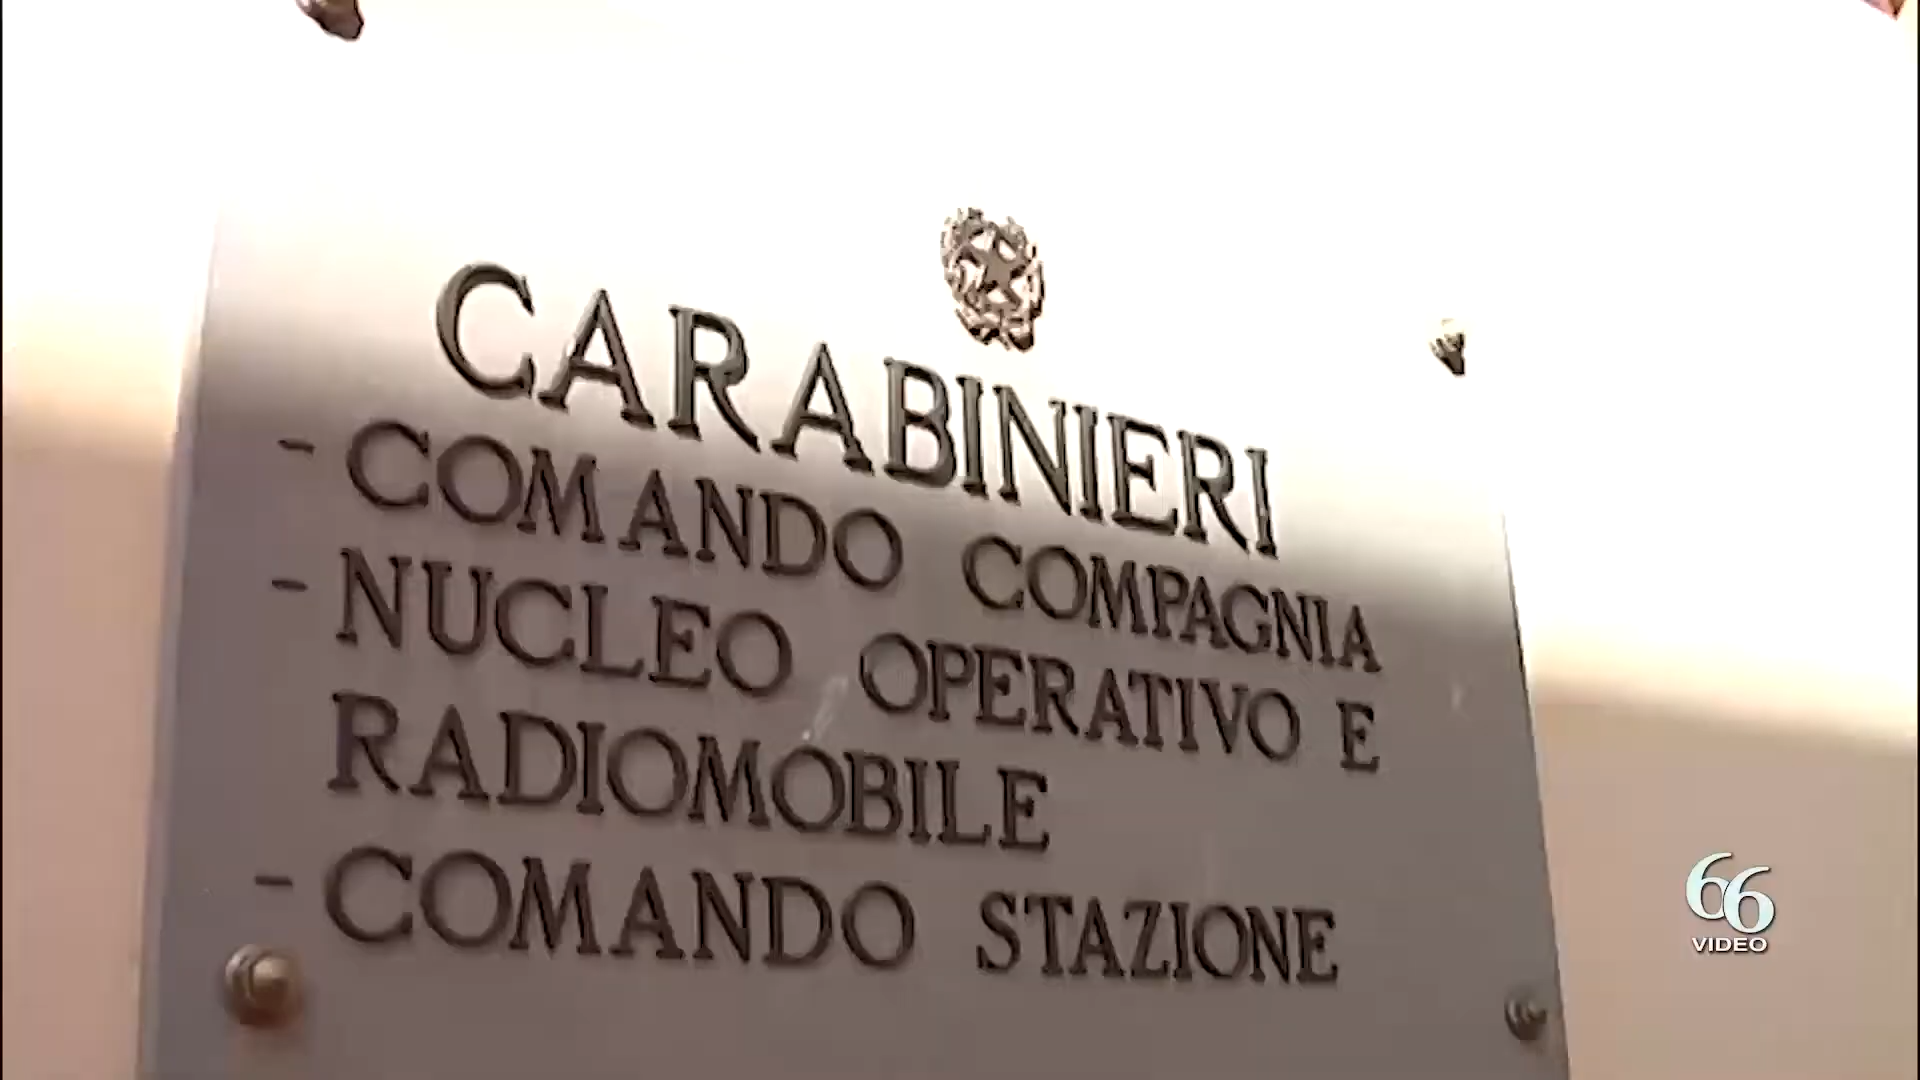 CARABINIERI
- COMANDO COMPAGNIA
- NUCLEO OPERATIVO E
RADIOMOBILE
- COMANDO STAZIONE
66
VIDEO